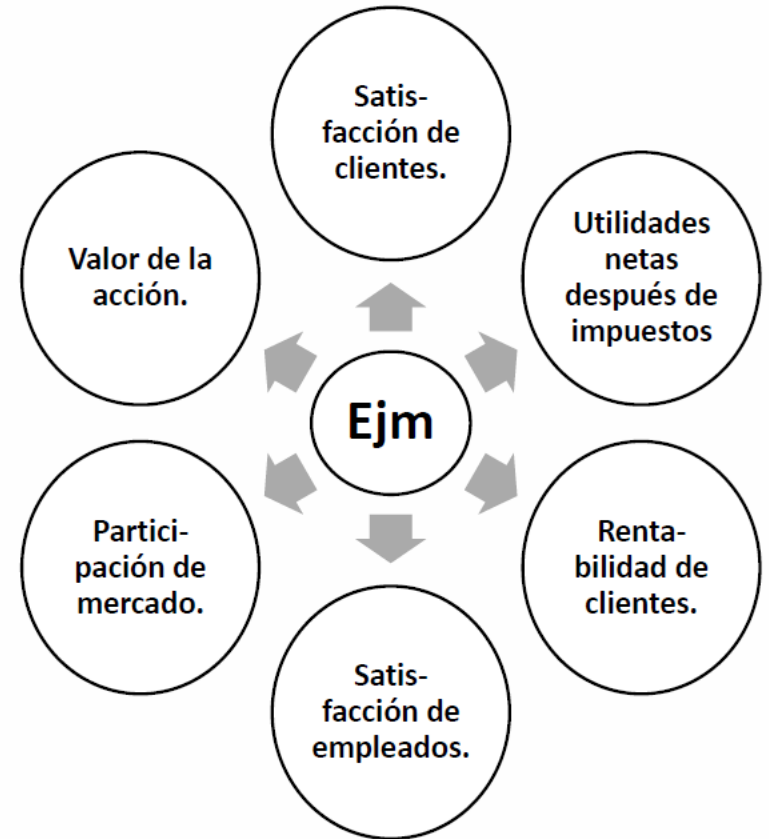 Satis-
facción de
clientes.
Utilidades
netas
después de
impuestos
Renta-
bilidad de
clientes.
Satis-
facción de
empleados.
Partici-
pación de
mercado.
Valor de la
acción.
Ejm